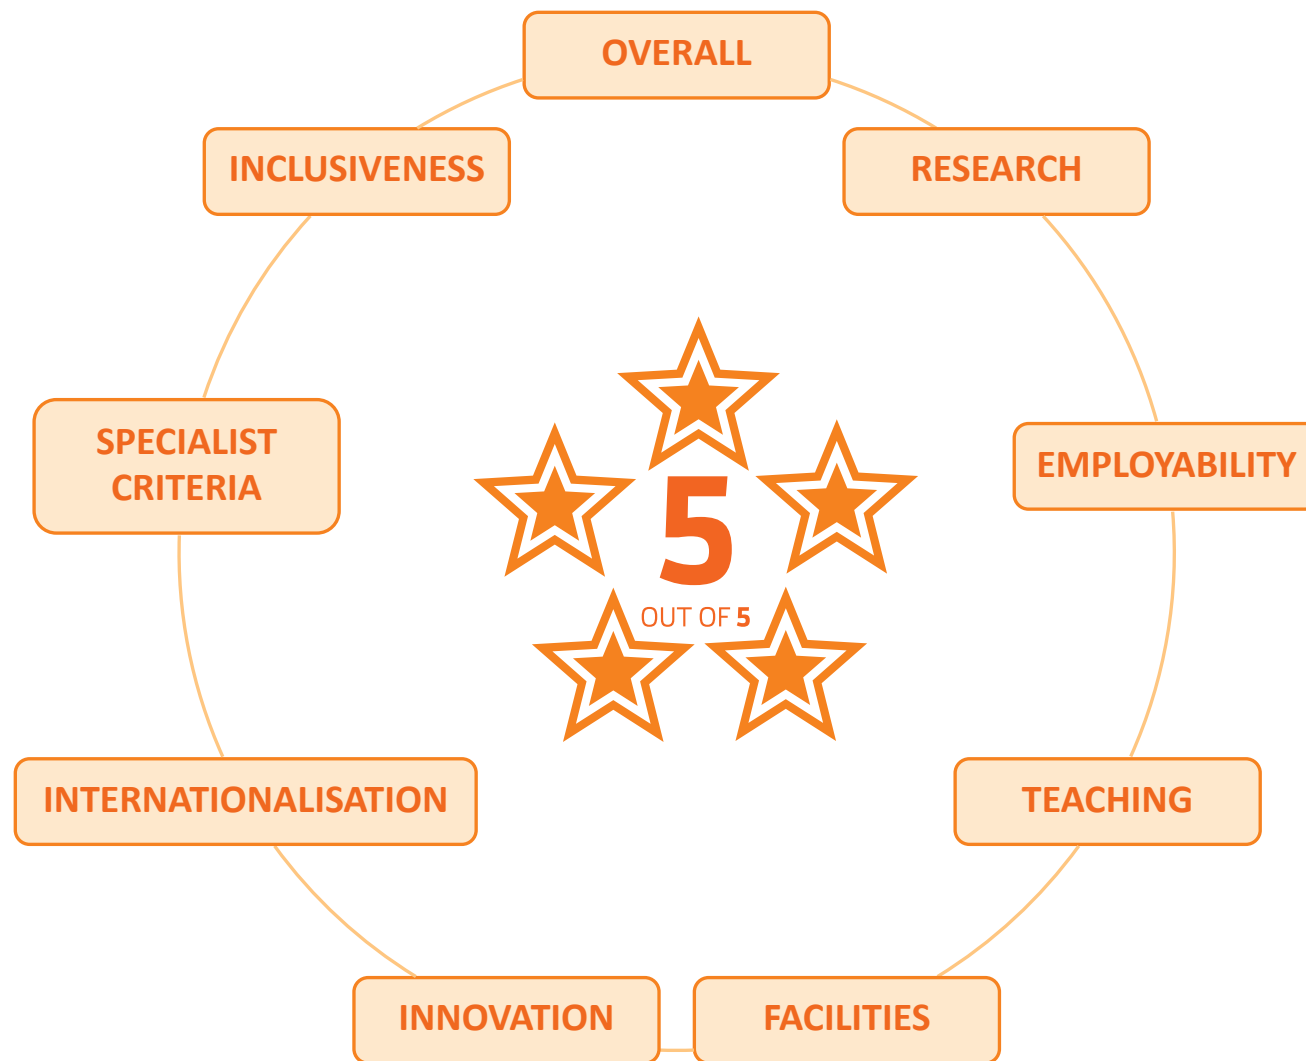 OVERALL
INCLUSIVENESS
RESEARCH
SPECIALIST
CRITERIA
EMPLOYABILITY
5
OUT OF 5
INTERNATIONALISATION
TEACHING
INNOVATION
FACILITIES